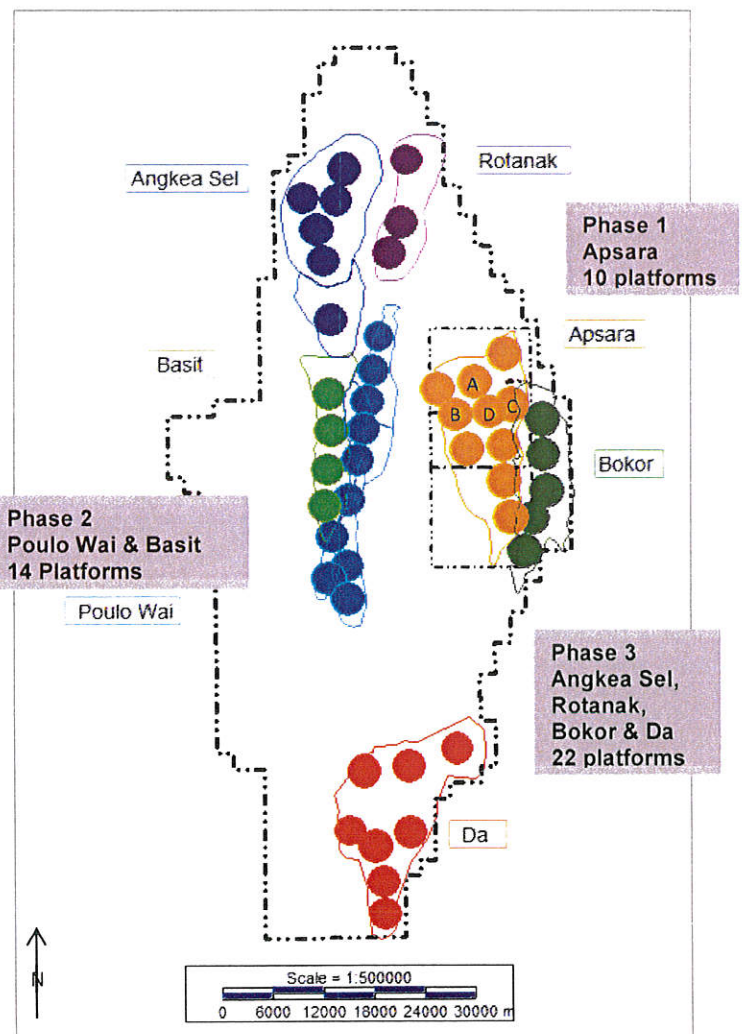 Angkea Sel
Rotanak
Phase 1
Apsara
10 platforms
Apsara
Basit
A
B
D
C
Bokor
Phase 2
Poulo Wai & Basit
14 Platforms
Poulo Wai
Phase 3
Angkea Sel,
Rotanak,
Bokor & Da
22 platforms
Da
N
Scale = 1:500000
0 6000 12000 18000 24000 30000 m